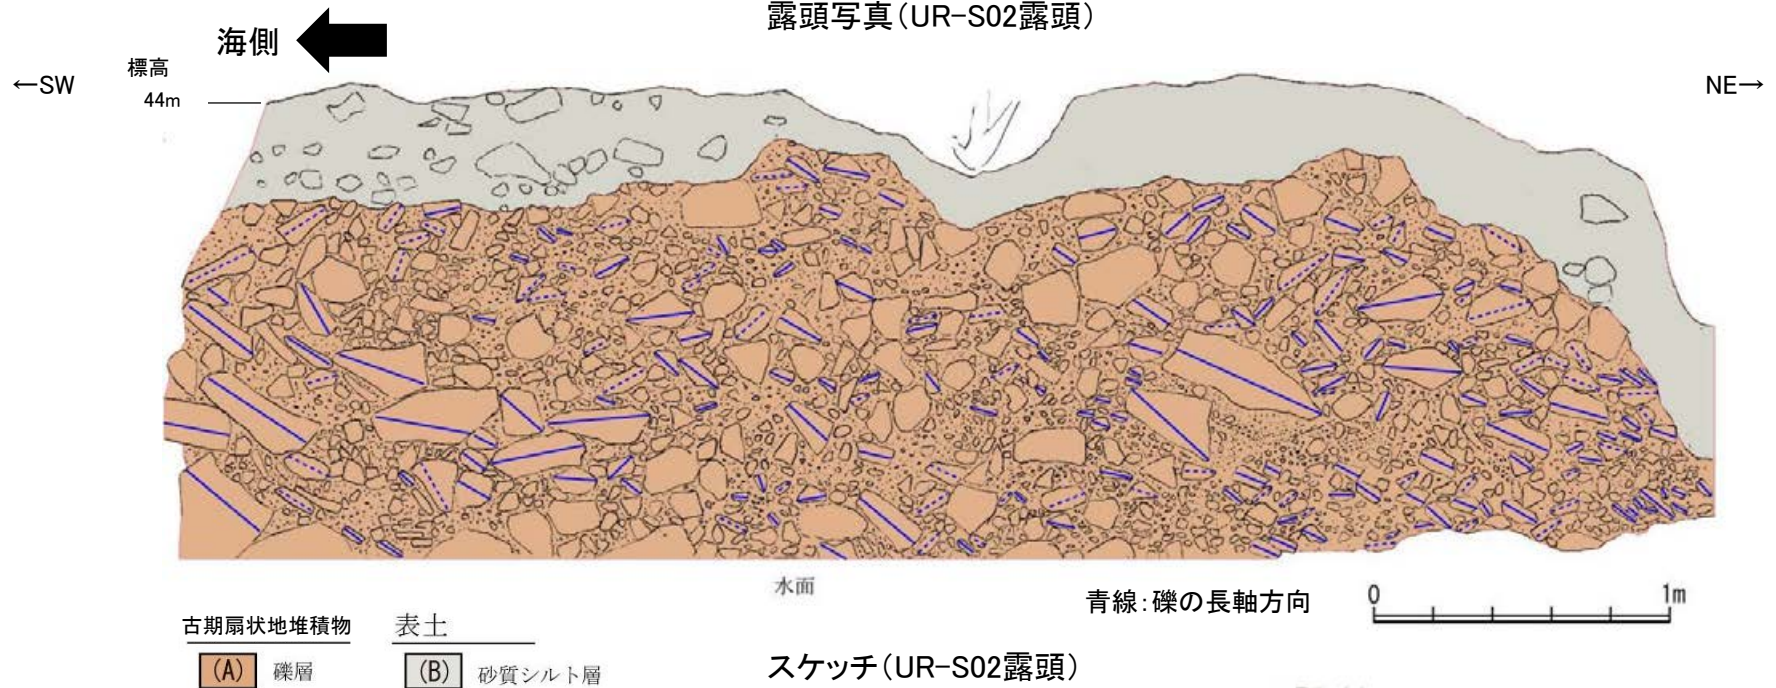 露頭写真(UR-S02露頭)
海側
←SW
標高
NE→
44m
水面
青線:礫の長軸方向
0 1m
古期扇状地堆積物 表土
(A) 礫層 (B) 砂質シルト層
スケッチ(UR-S02露頭)